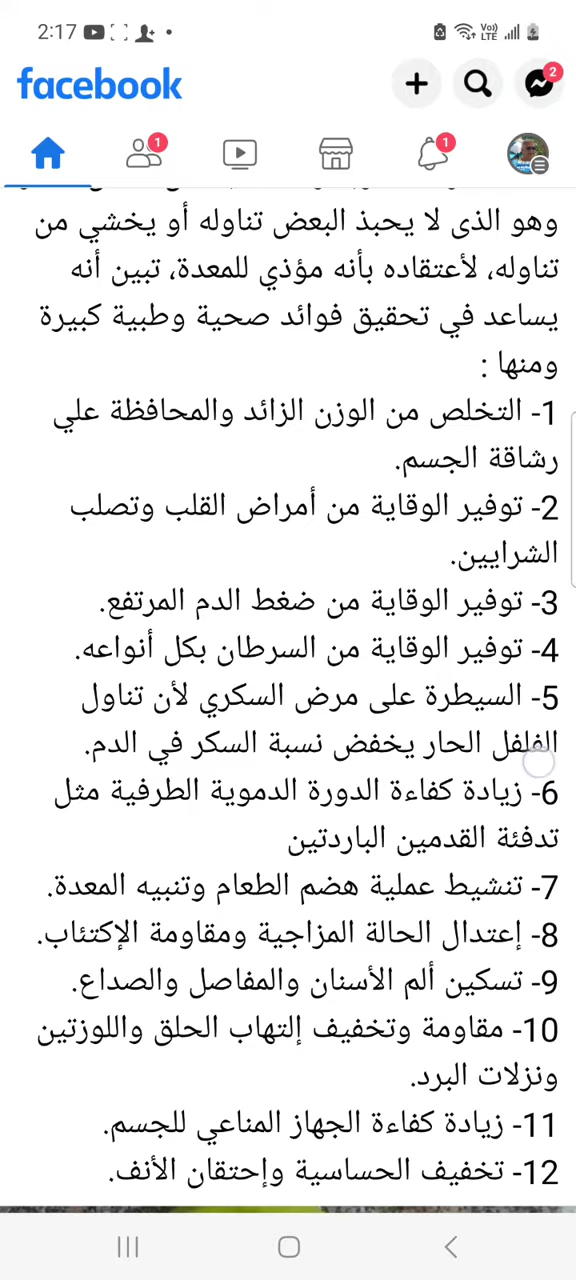 2:17
Vo)) LTE
facebook
2
1
1
وهو الذى لا يحبذ البعض تناوله أو يخشي من
تناوله، لأعتقاده بأنه مؤذي للمعدة، تبين أنه
يساعد في تحقيق فوائد صحية وطبية كبيرة
ومنها :
1- التخلص من الوزن الزائد والمحافظة علي
رشاقة الجسم.
2- توفير الوقاية من أمراض القلب وتصلب
الشرايين.
3- توفير الوقاية من ضغط الدم المرتفع.
4- توفير الوقاية من السرطان بكل أنواعه.
5- السيطرة على مرض السكري لأن تناول
الفلفل الحار يخفض نسبة السكر في الدم.
6- زيادة كفاءة الدورة الدموية الطرفية مثل
تدفئة القدمين الباردتين
7- تنشيط عملية هضم الطعام وتنبيه المعدة.
8- إعتدال الحالة المزاجية ومقاومة الإكتئاب.
9- تسكين ألم الأسنان والمفاصل والصداع.
10- مقاومة وتخفيف إلتهاب الحلق واللوزتين
ونزلات البرد.
11- زيادة كفاءة الجهاز المناعي للجسم.
12- تخفيف الحساسية وإحتقان الأنف.